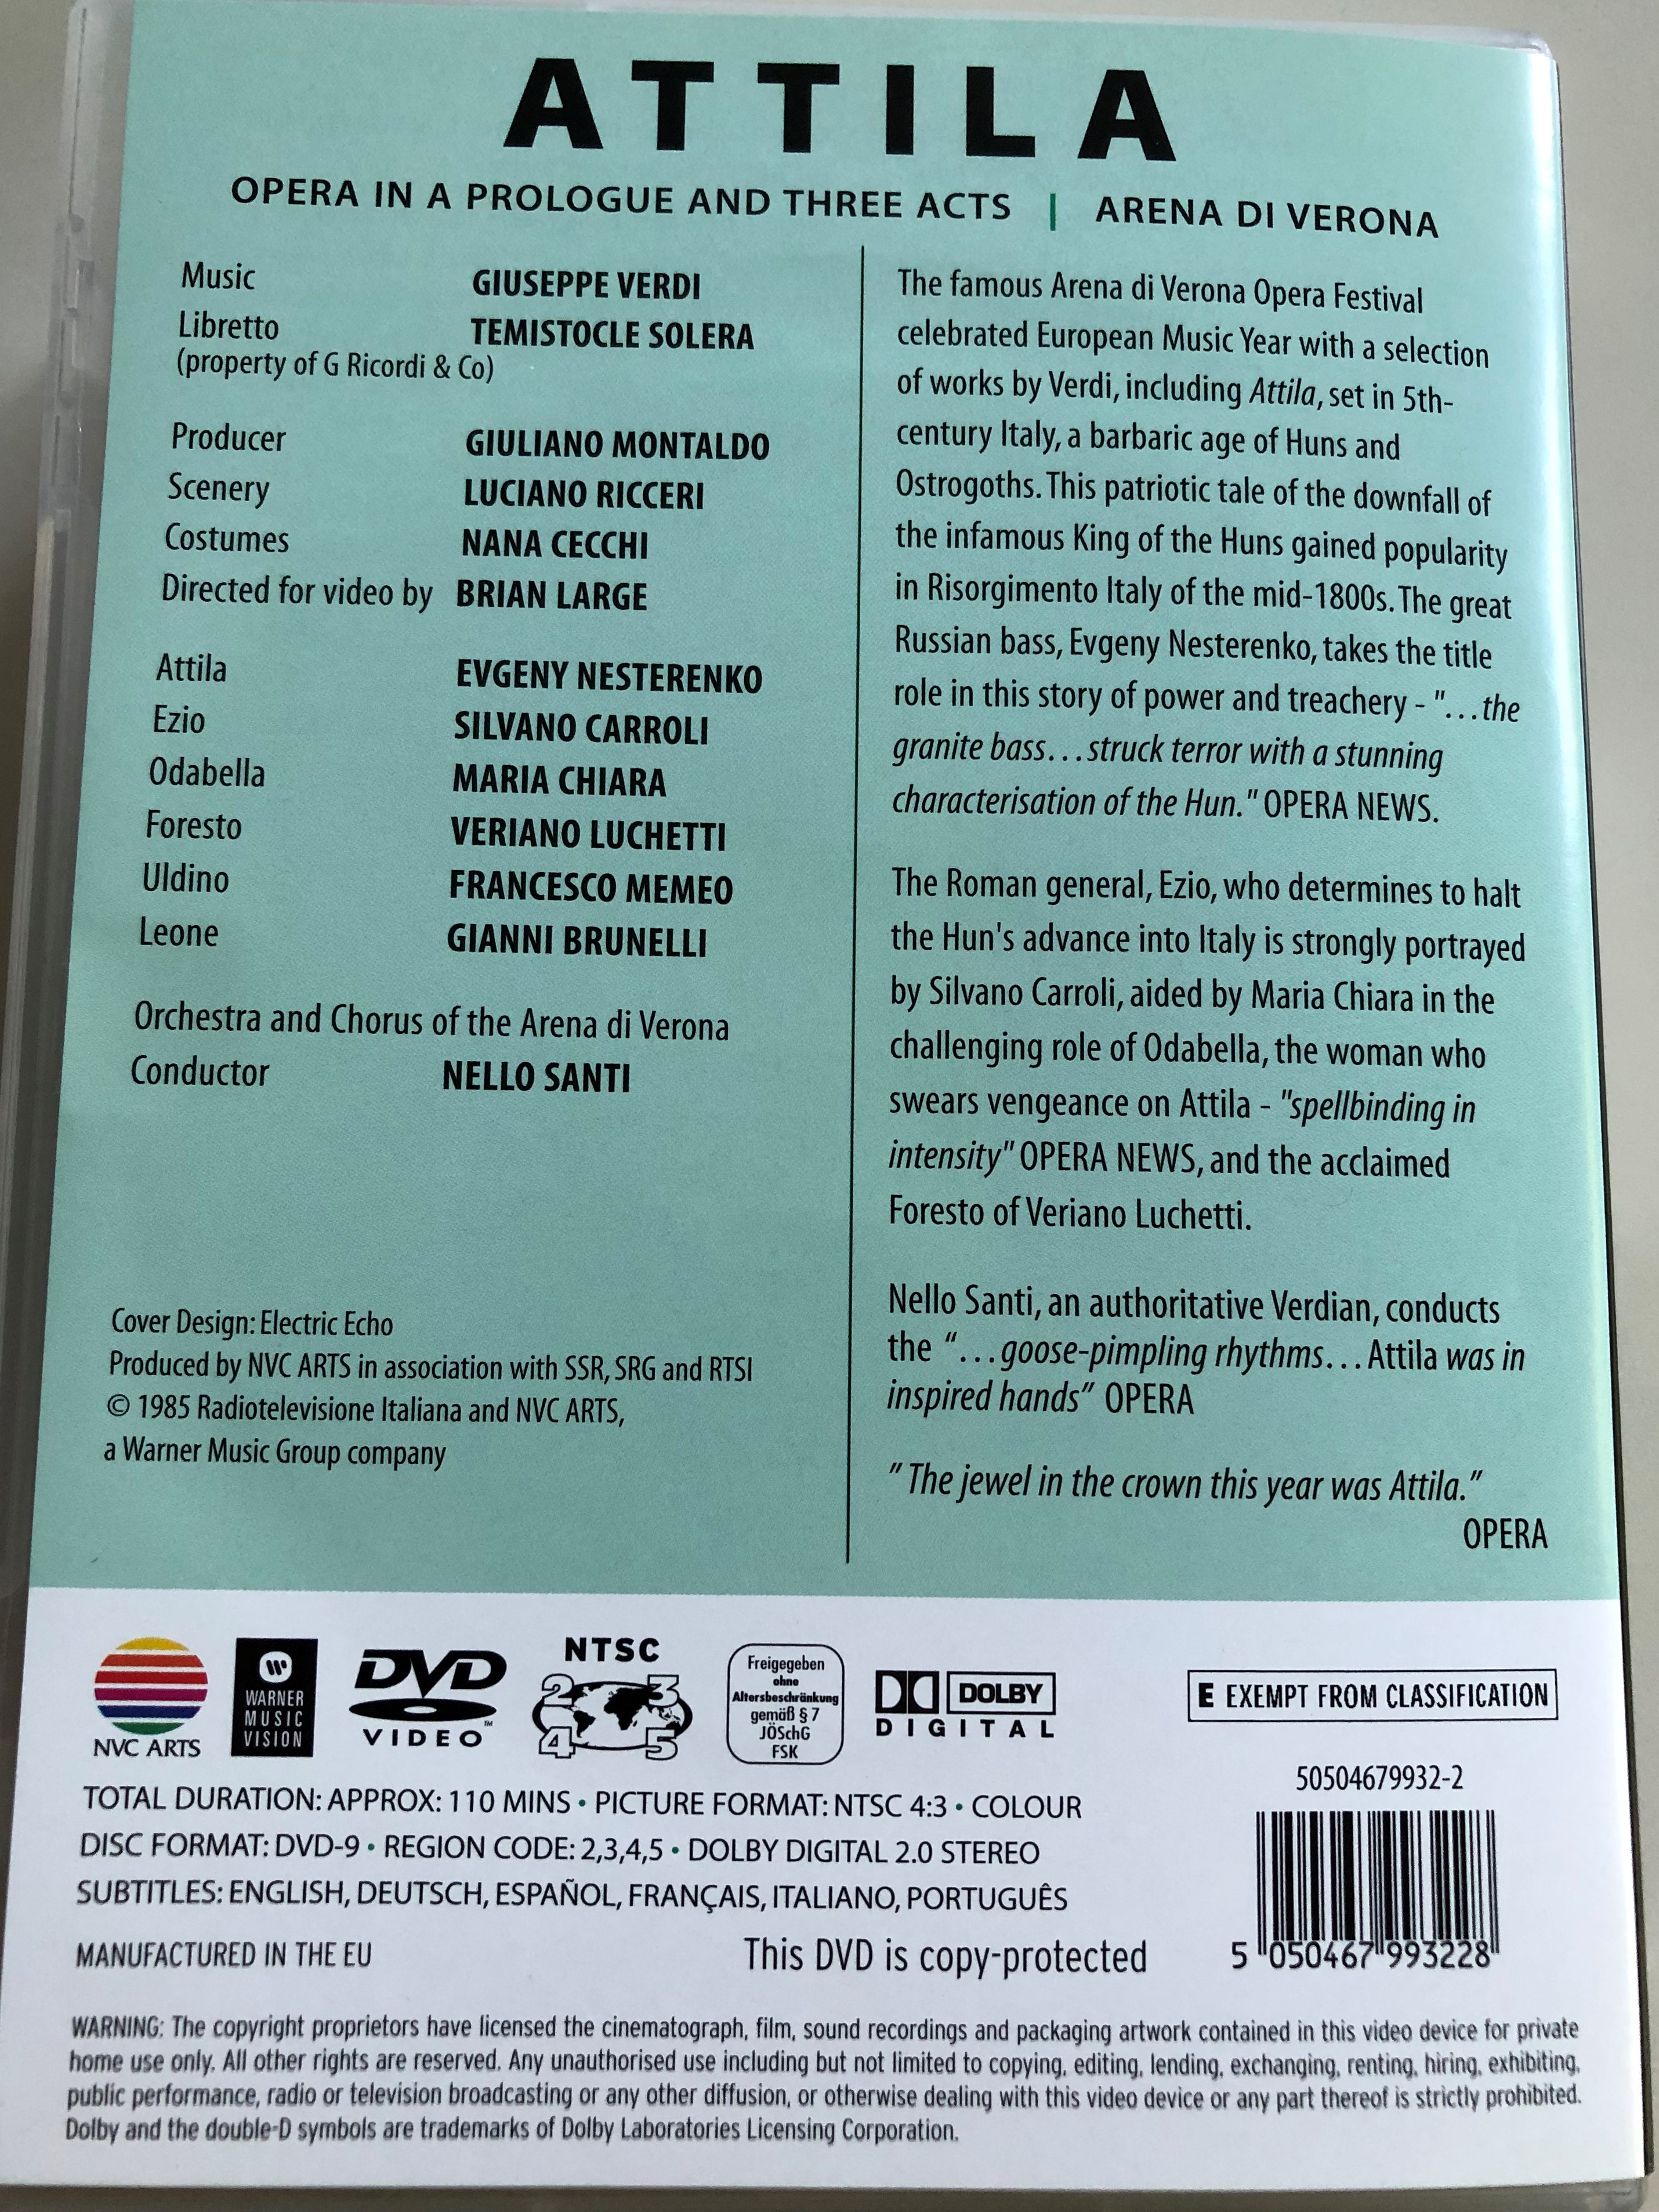 ATTILA
OPERA IN A PROLOGUE AND THREE ACTS | ARENA DI VERONA
Music GIUSEPPE VERDI
Libretto TEMISTOCLE SOLERA
(property of G Ricordi & Co)
Producer GIULIANO MONTALDO
Scenery LUCIANO RICCERI
Costumes NANA CECCHI
Directed for video by BRIAN LARGE
Attila EVGENY NESTERENKO
Ezio SILVANO CARROLI
Odabella MARIA CHIARA
Foresto VERIANO LUCHETTI
Uldino FRANCESCO MEMEO
Leone GIANNI BRUNELLI
Orchestra and Chorus of the Arena di Verona
Conductor NELLO SANTI
Cover Design: Electric Echo
Produced by NVC ARTS in association with SSR, SRG and RTSI
© 1985 Radiotelevisione Italiana and NVC ARTS,
a Warner Music Group company
The famous Arena di Verona Opera Festival
celebrated European Music Year with a selection
of works by Verdi, including Attila, set in 5th-
century Italy, a barbaric age of Huns and
Ostrogoths. This patriotic tale of the downfall of
the infamous King of the Huns gained popularity
in Risorgimento Italy of the mid-1800s. The great
Russian bass, Evgeny Nesterenko, takes the title
role in this story of power and treachery - "...the
granite bass...struck terror with a stunning
characterisation of the Hun." OPERA NEWS.
The Roman general, Ezio, who determines to halt
the Hun's advance into Italy is strongly portrayed
by Silvano Carroli, aided by Maria Chiara in the
challenging role of Odabella, the woman who
swears vengeance on Attila - "spellbinding in
intensity" OPERA NEWS, and the acclaimed
Foresto of Veriano Luchetti.
Nello Santi, an authoritative Verdian, conducts
the “...goose-pimpling rhythms...Attila was in
inspired hands” OPERA
” The jewel in the crown this year was Attila.”
OPERA
NVC ARTS
WARNER
MUSIC
VISION
DVD
VIDEO™
NTSC
2 3
4 5
Freigegeben
ohne
Altersbeschränkung
gemäß § 7
JÖSchG
FSK
DOLBY
DIGITAL
E EXEMPT FROM CLASSIFICATION
50504679932-2
TOTAL DURATION: APPROX: 110 MINS • PICTURE FORMAT: NTSC 4:3 • COLOUR
DISC FORMAT: DVD-9 • REGION CODE: 2,3,4,5 • DOLBY DIGITAL 2.0 STEREO
SUBTITLES: ENGLISH, DEUTSCH, ESPAÑOL, FRANÇAIS, ITALIANO, PORTUGUÊS
MANUFACTURED IN THE EU
This DVD is copy-protected
5 050467 993228
WARNING: The copyright proprietors have licensed the cinematograph, film, sound recordings and packaging artwork contained in this video device for private
home use only. All other rights are reserved. Any unauthorised use including but not limited to copying, editing, lending, exchanging, renting, hiring, exhibiting,
public performance, radio or television broadcasting or any other diffusion, or otherwise dealing with this video device or any part thereof is strictly prohibited.
Dolby and the double-D symbols are trademarks of Dolby Laboratories Licensing Corporation.